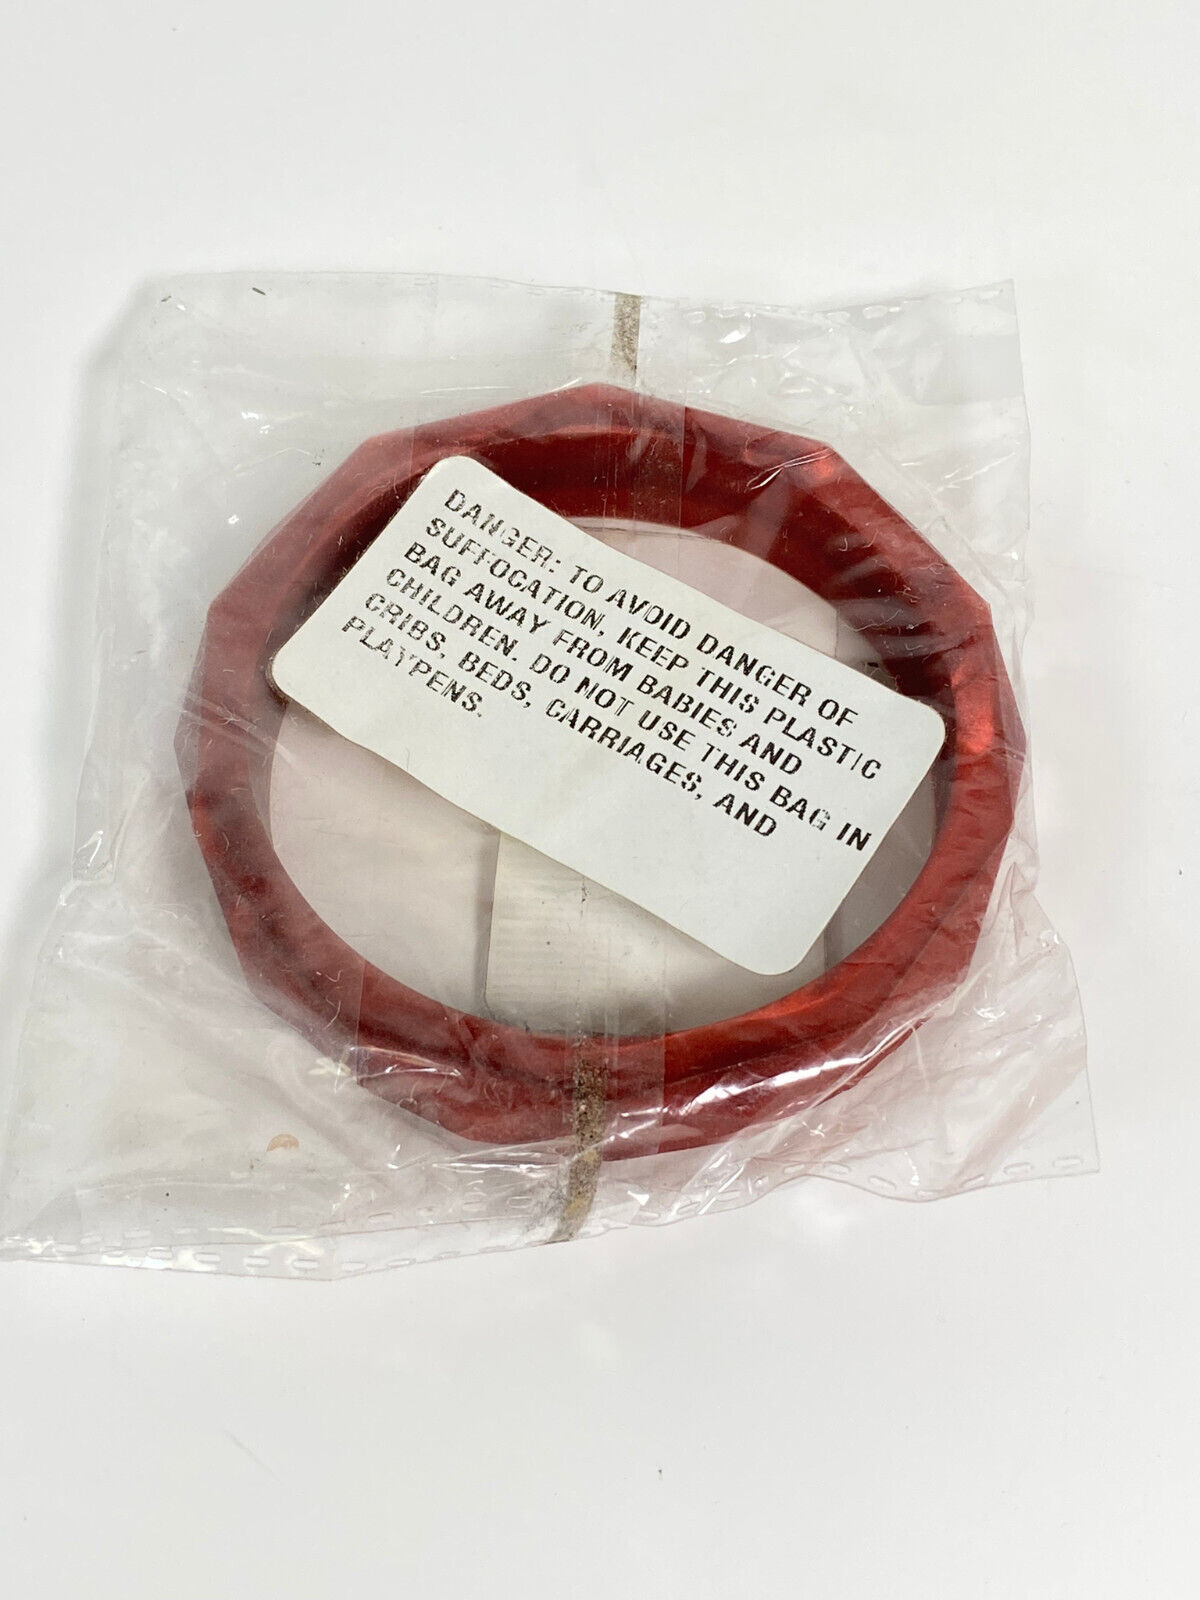 DANGER: TO AVOID DANGER OF
SUFFOCATION, KEEP THIS PLASTIC
BAG AWAY FROM BABIES AND
CHILDREN. DO NOT USE THIS BAG IN
CRIBS, BEDS, CARRIAGES, AND
PLAYPENS.